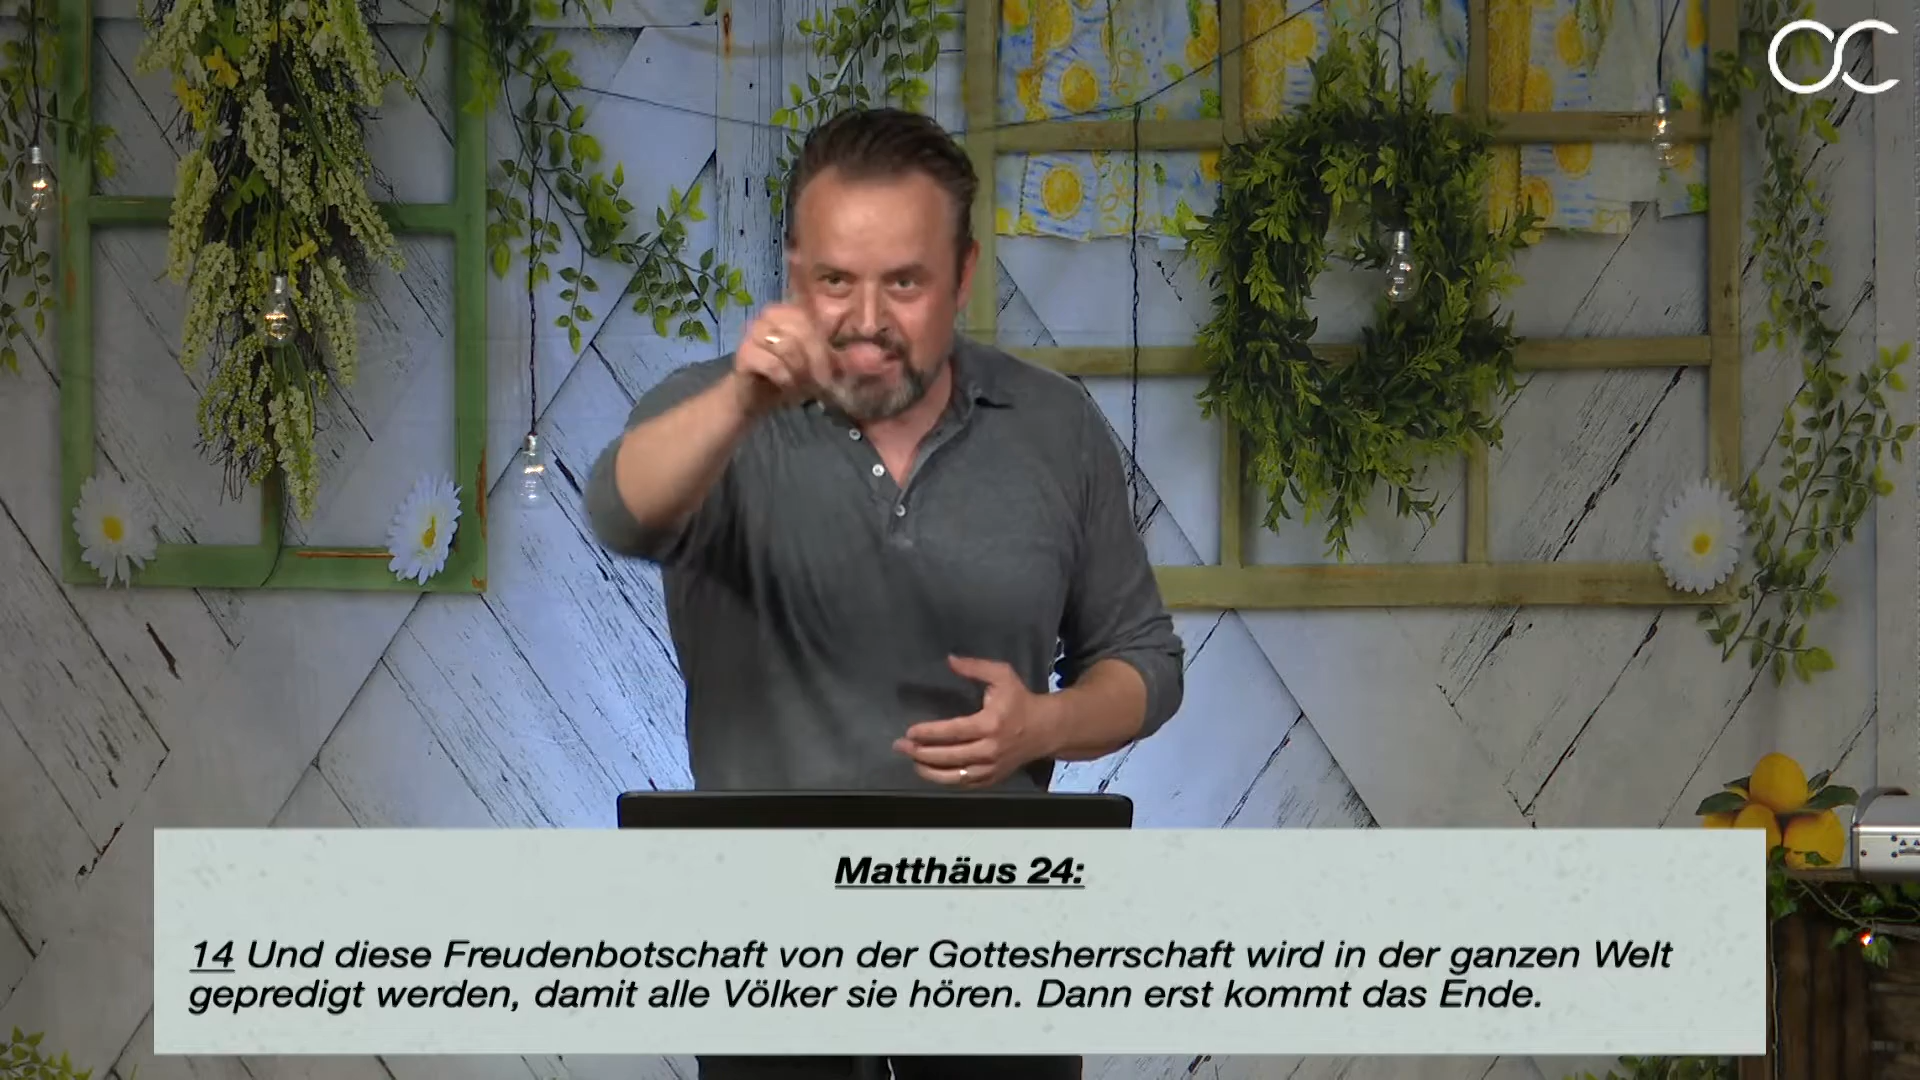 OC
Matthäus 24:
14 Und diese Freudenbotschaft von der Gottesherrschaft wird in der ganzen Welt
gepredigt werden, damit alle Völker sie hören. Dann erst kommt das Ende.